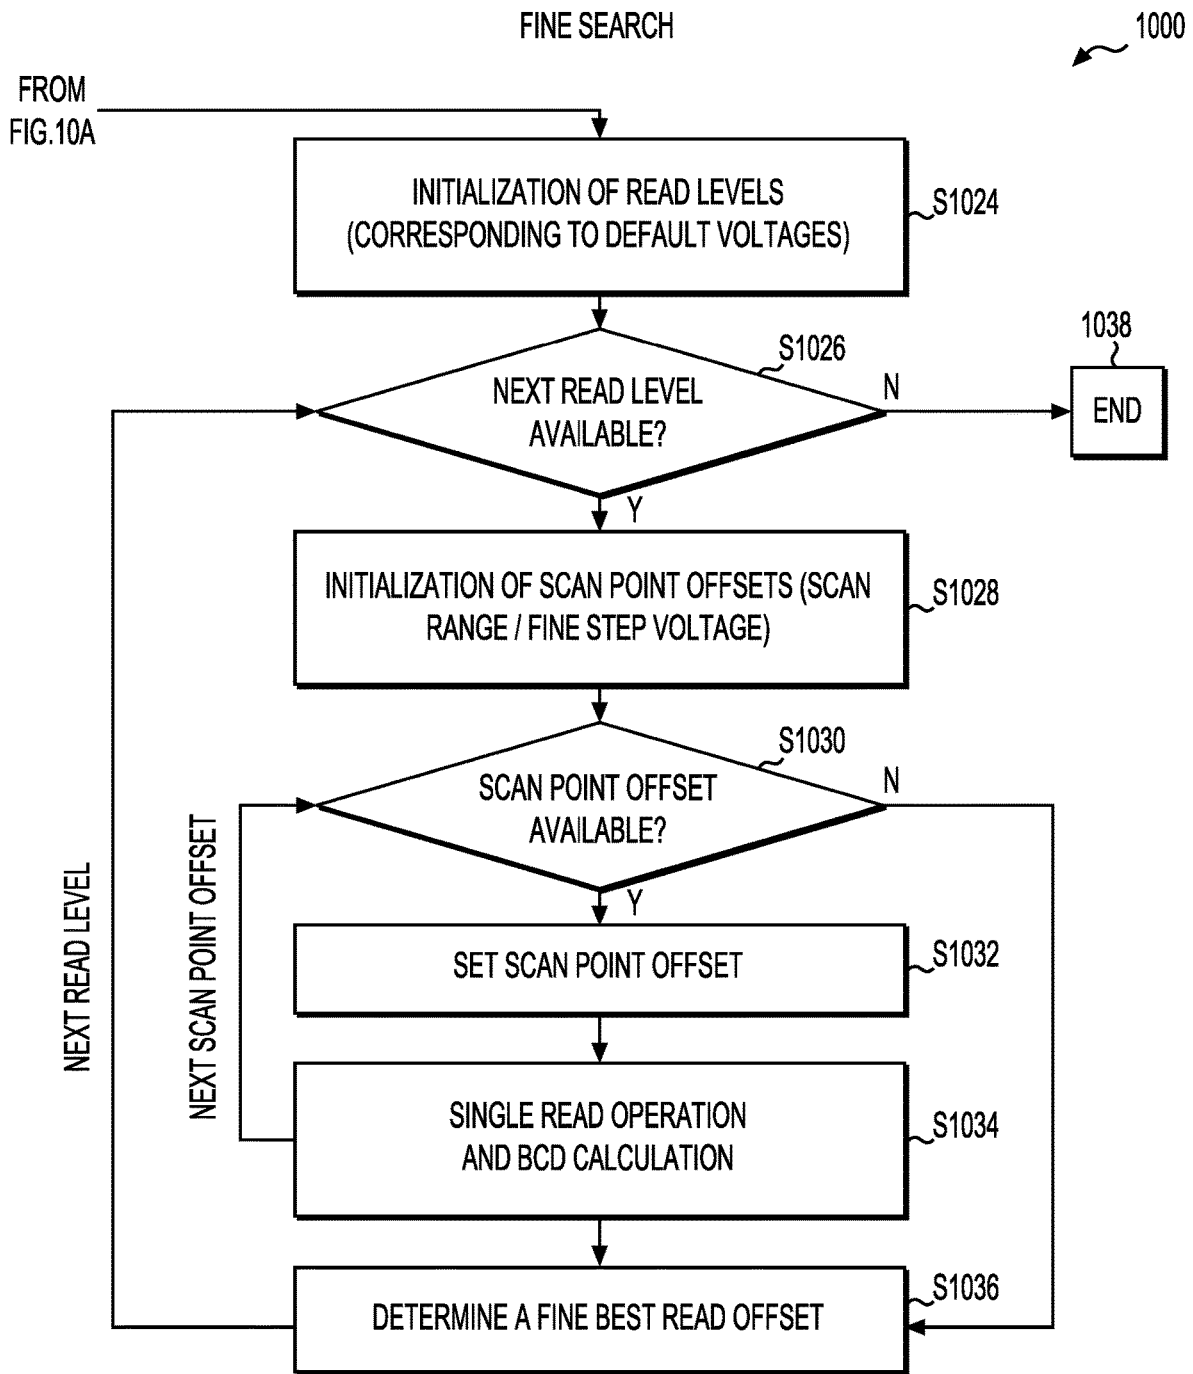 FINE SEARCH
1000
FROM
FIG.10A
INITIALIZATION OF READ LEVELS
(CORRESPONDING TO DEFAULT VOLTAGES)
S1024
S1026
NEXT READ LEVEL
AVAILABLE?
N
1038
END
Y
INITIALIZATION OF SCAN POINT OFFSETS (SCAN
RANGE / FINE STEP VOLTAGE)
S1028
S1030
SCAN POINT OFFSET
AVAILABLE?
N
Y
NEXT READ LEVEL
NEXT SCAN POINT OFFSET
SET SCAN POINT OFFSET
S1032
SINGLE READ OPERATION
AND BCD CALCULATION
S1034
DETERMINE A FINE BEST READ OFFSET
S1036